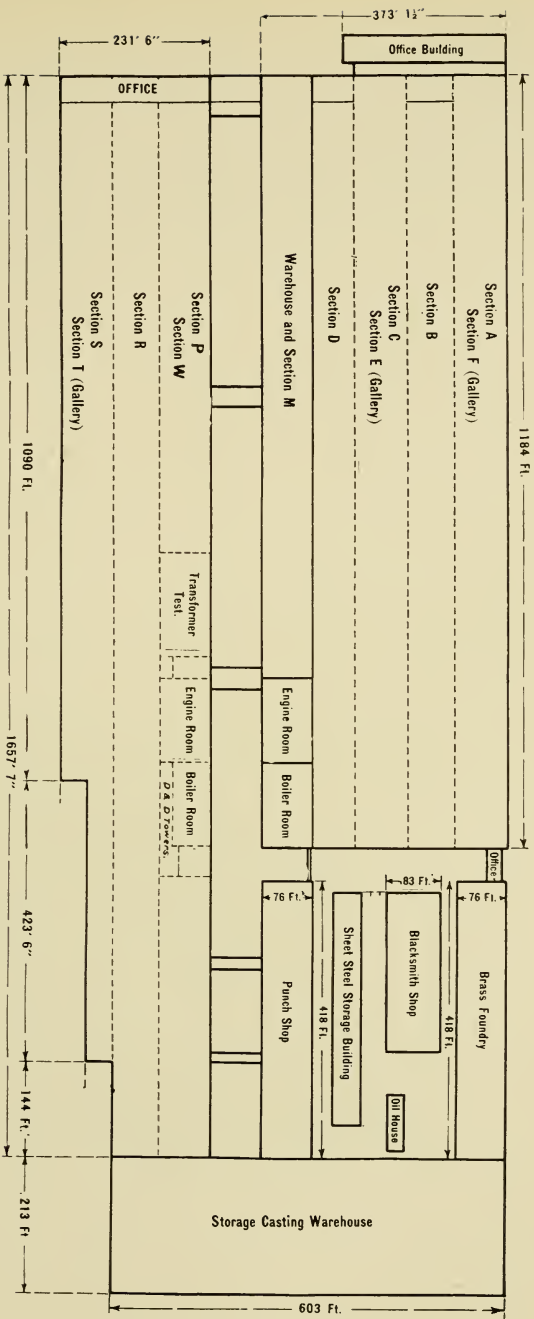 373' 1½"
231' 6"
Office Building
OFFICE
Section A
Section F (Gallery)
Section B
Section C
Section E (Gallery)
Section D
Warehouse and Section M
Section P
Section W
Section R
Section S
Section T (Gallery)
1184 Ft.
1090 Ft.
Transformer
Test.
Engine Room
Engine Room
Boiler Room
Boiler Room
D & D Towers.
1657' 7"
Office
83 Ft.
76 Ft.
76 Ft.
Brass Foundry
Blacksmith Shop
Sheet Steel Storage Building
Punch Shop
418 Ft.
418 Ft.
423' 6"
Oil House
144 Ft.
213 Ft
Storage Casting Warehouse
603 Ft.